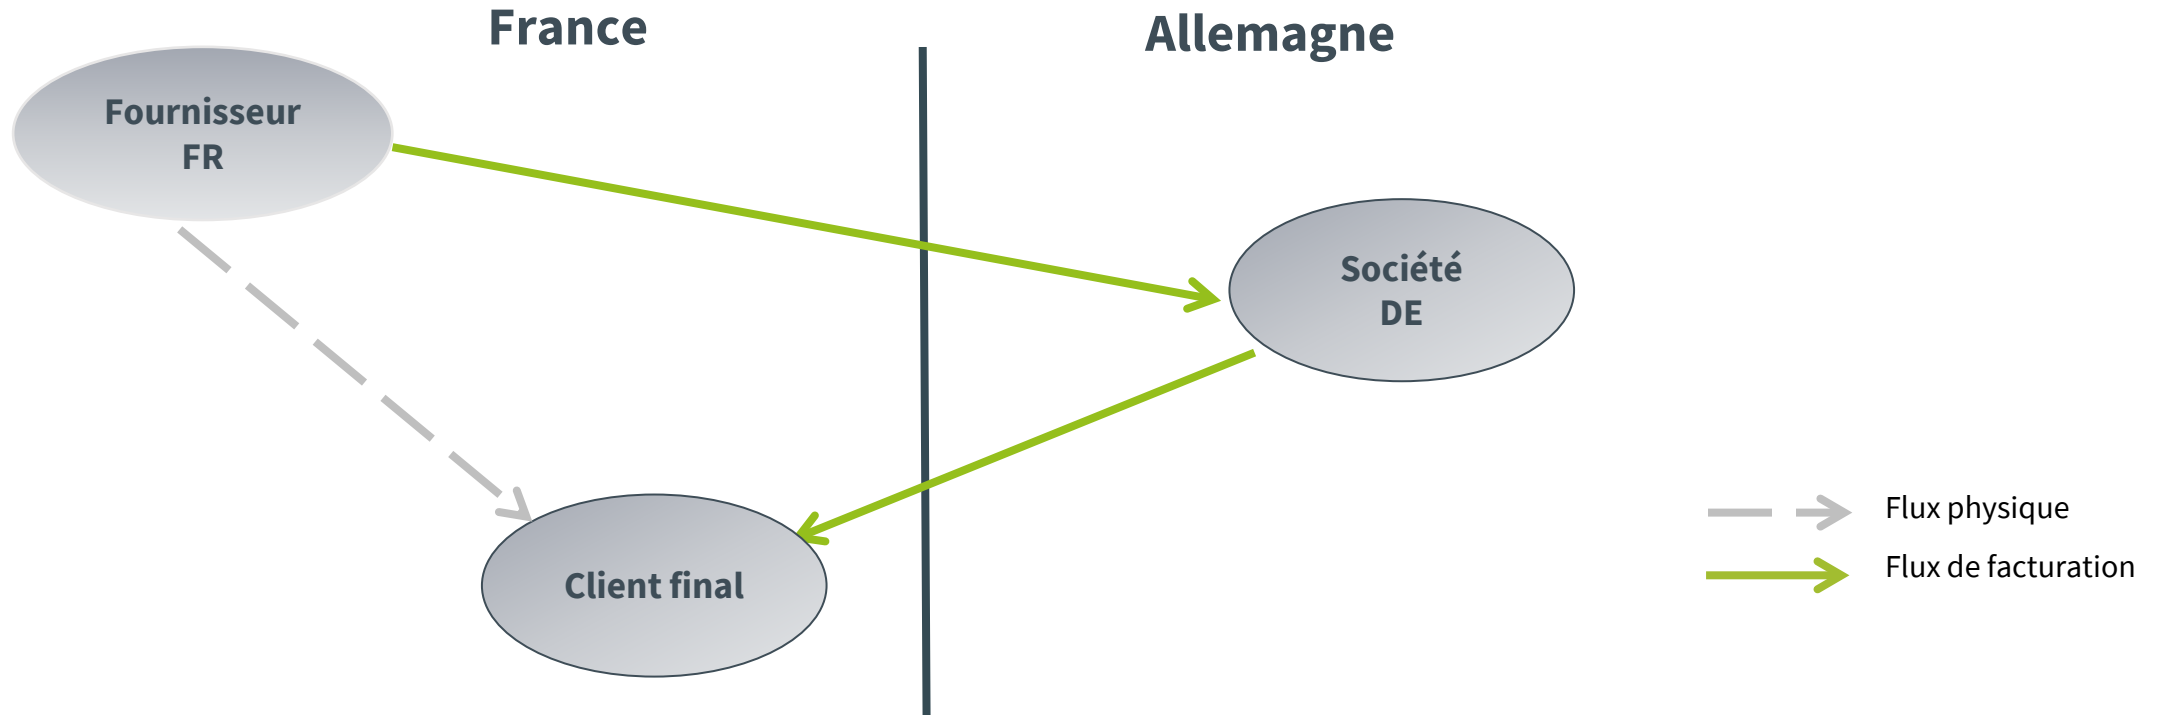 France
Allemagne
Fournisseur
FR
Société
DE
Client final
Flux physique
Flux de facturation